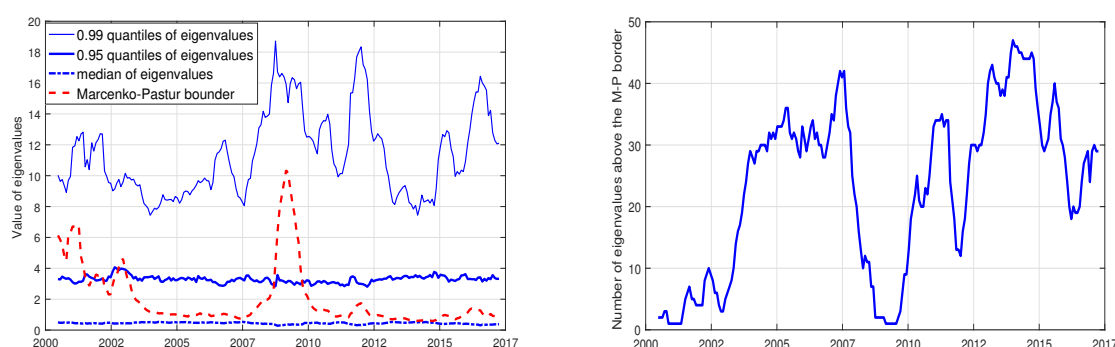 20
18
16
14
12
10
8
6
4
2
0
Value of eigenvalues
0.99 quantiles of eigenvalues
0.95 quantiles of eigenvalues
median of eigenvalues
Marcenko-Pastur bounder
2000 2002 2005 2007 2010 2012 2015 2017
50
40
30
20
10
0
Number of eigenvalues above the M-P border
2000 2002 2005 2007 2010 2012 2015 2017